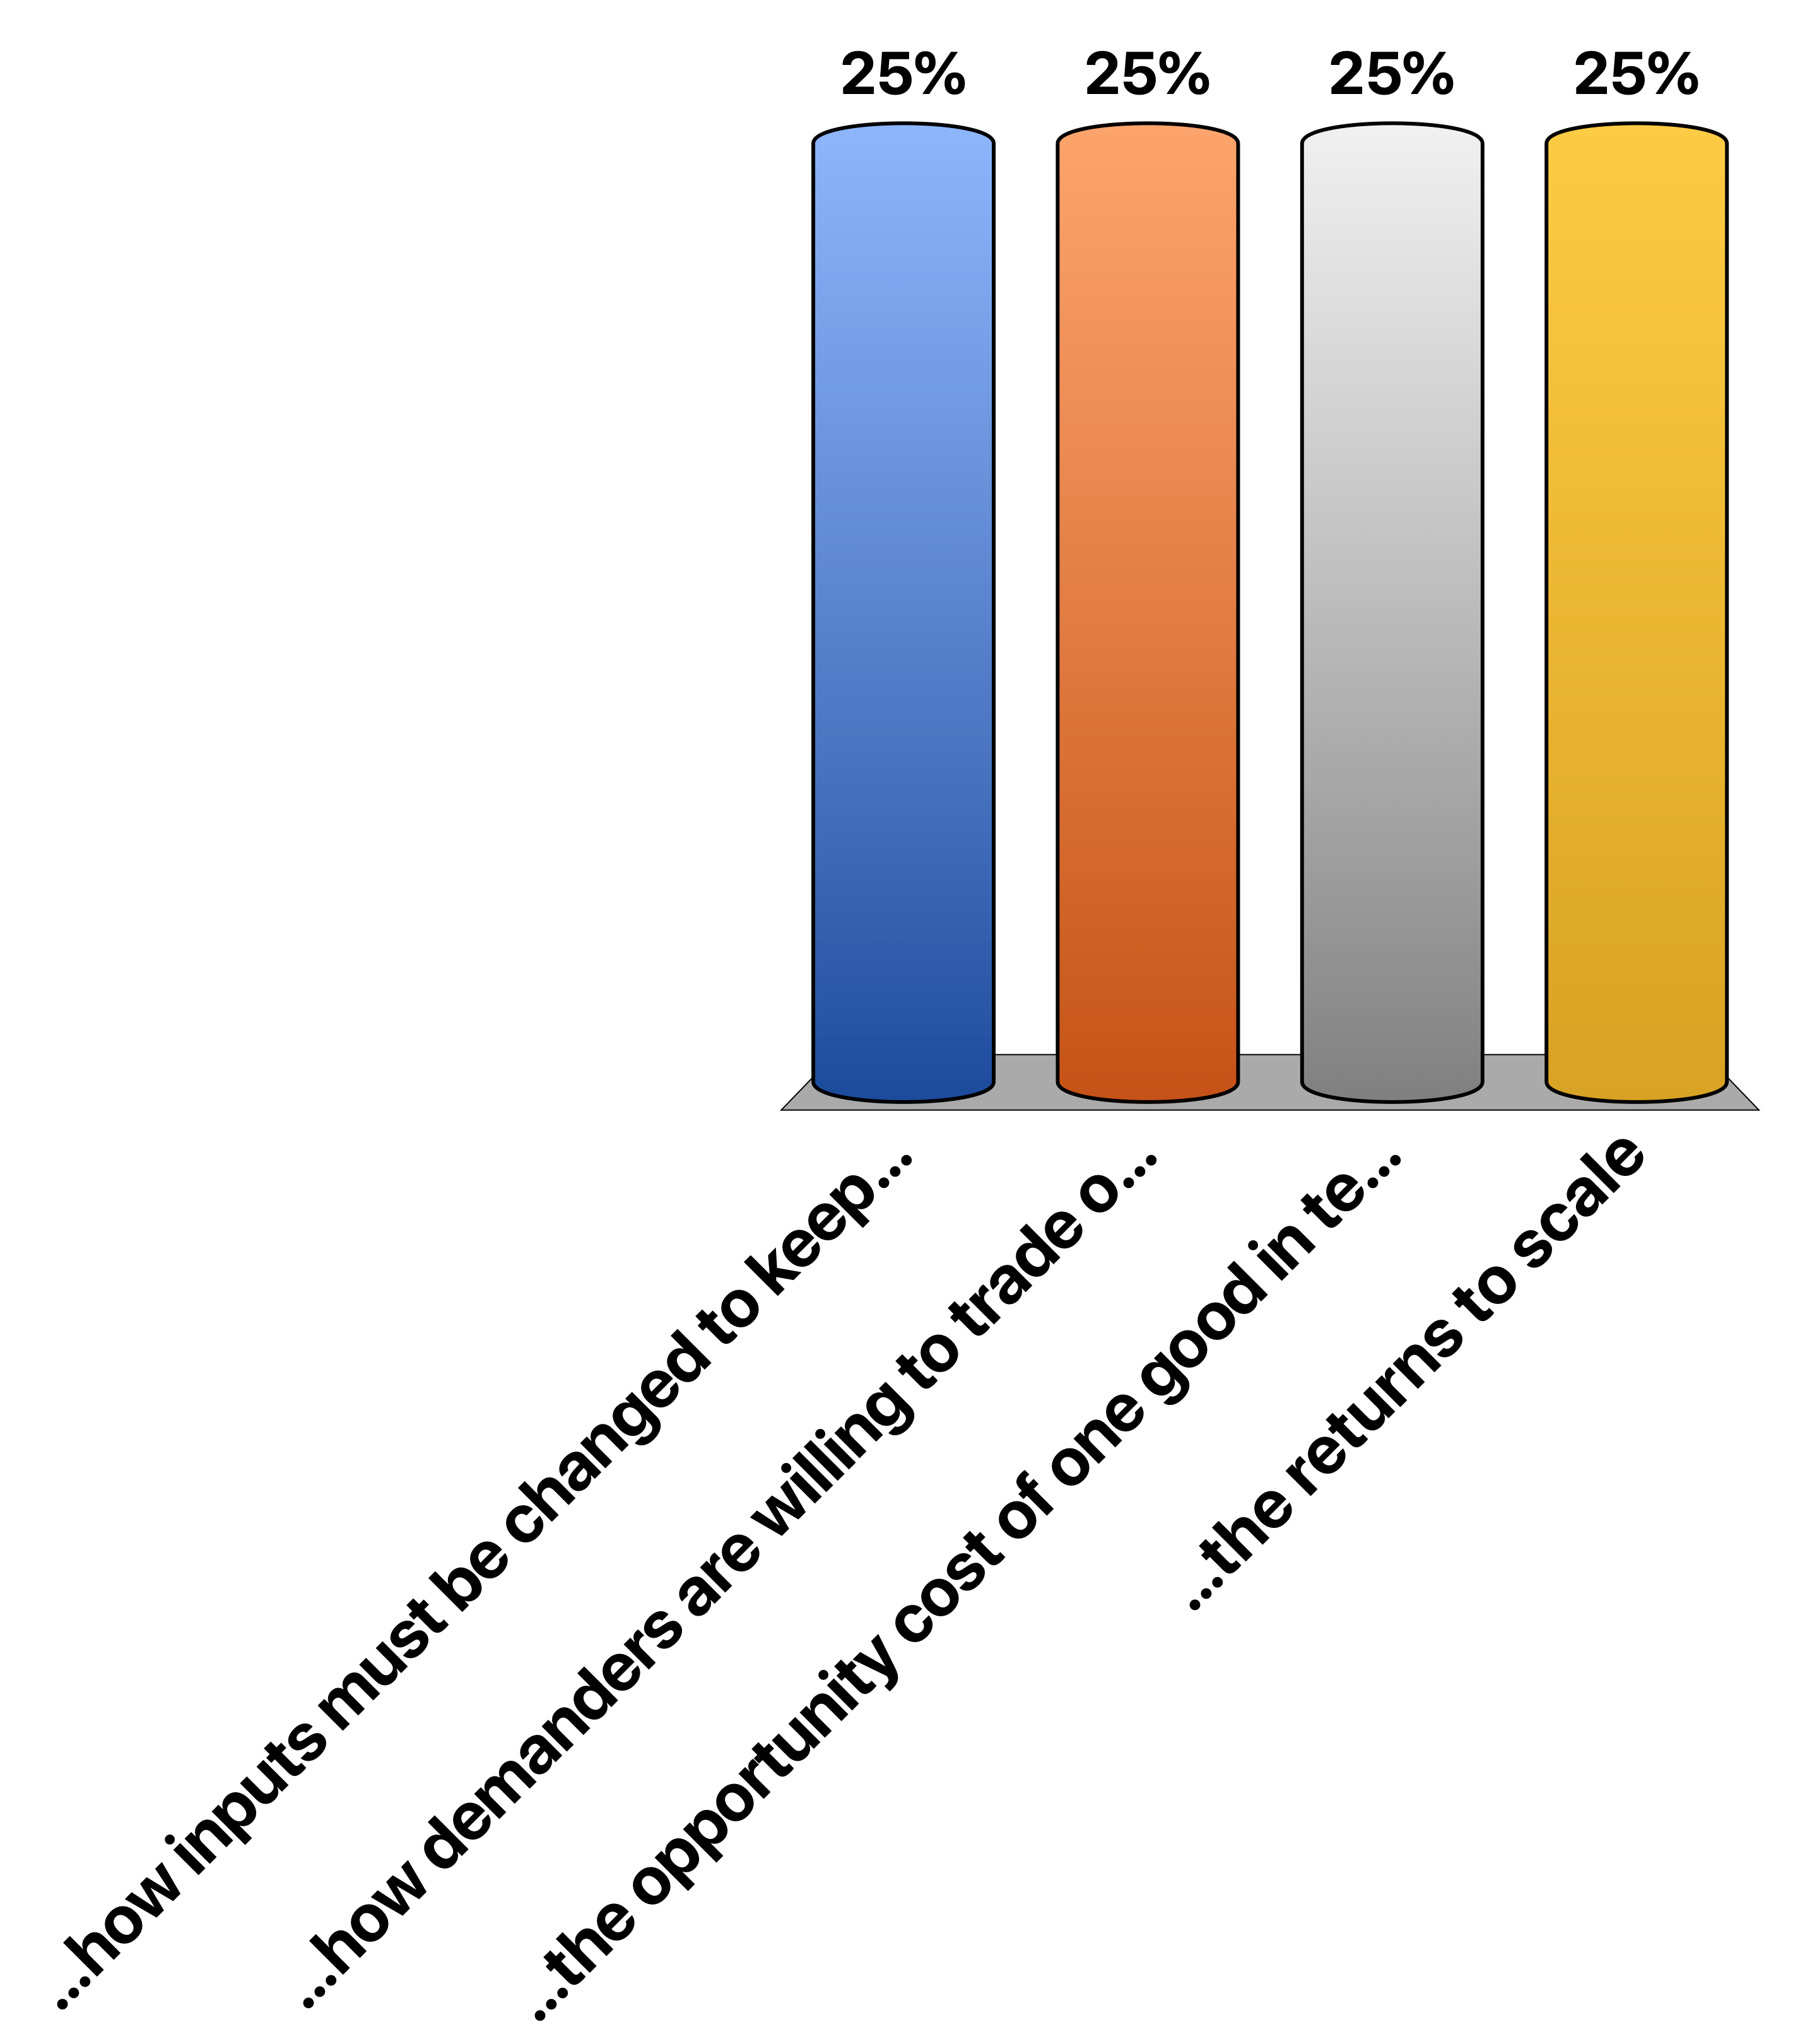 25%
25%
25%
25%
...how inputs must be changed to keep...
...how demanders are willing to trade o...
...the opportunity cost of one good in te...
...the returns to scale